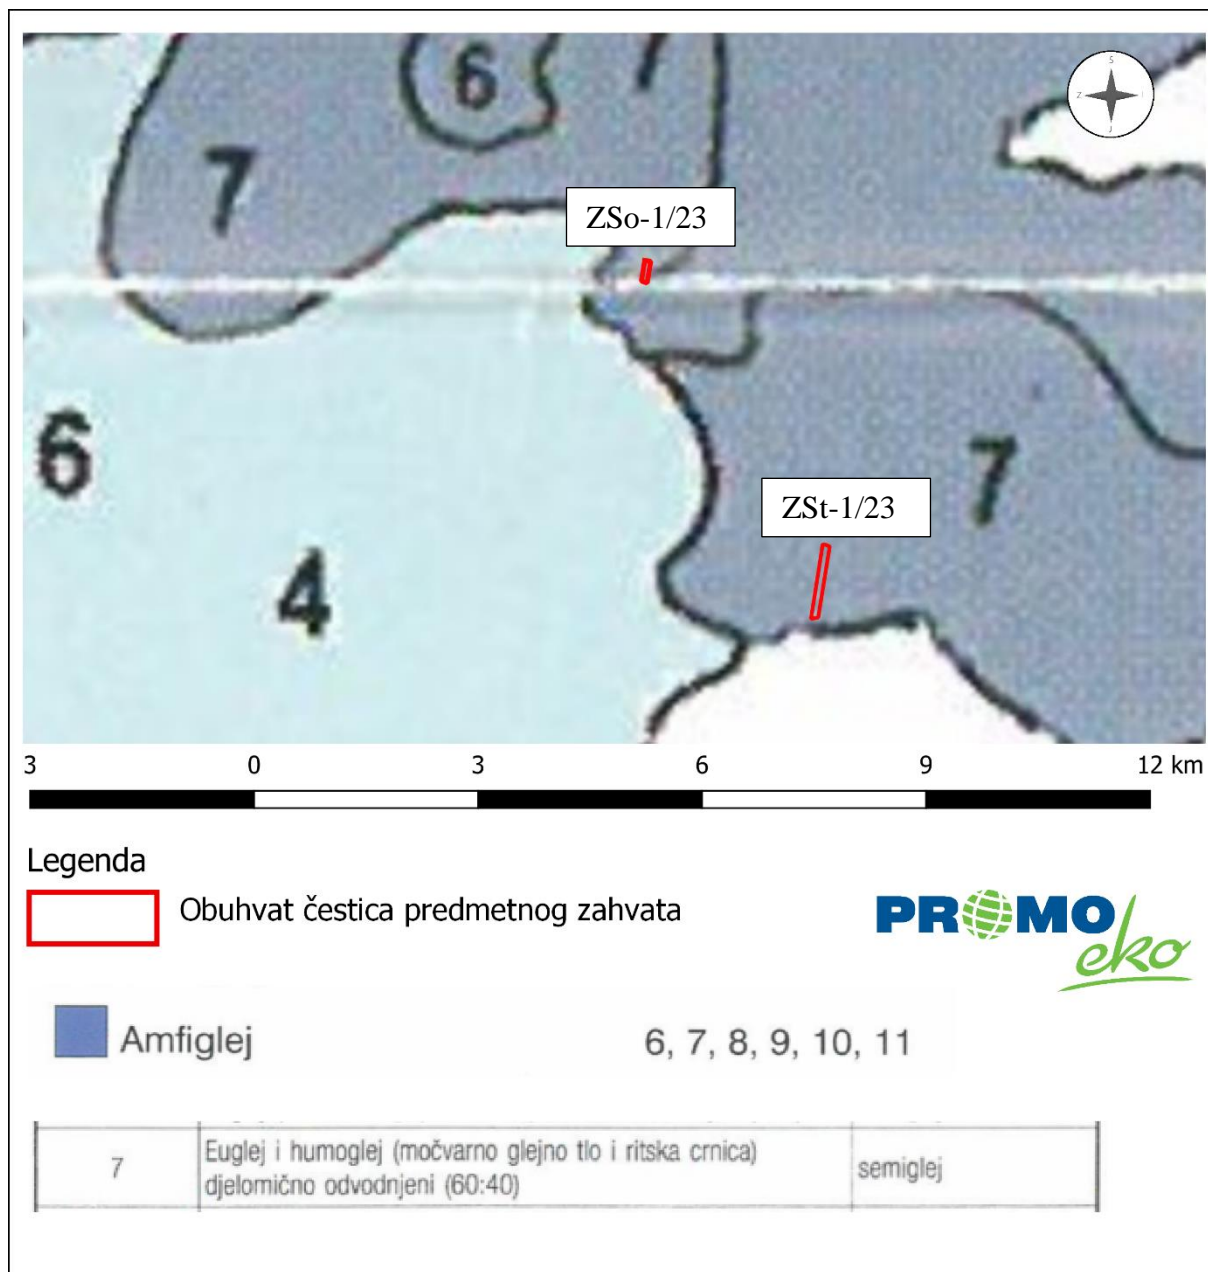 6
7
7
S
Z
I
J
ZSo-1/23
6
7
ZSt-1/23
4
3 0 3 6 9 12 km
Legenda
Obuhvat čestica predmetnog zahvata
PROMO
eko
Amfiglej 6, 7, 8, 9, 10, 11
7 Euglej i humoglej (močvarno glejno tlo i ritska crnica) semiglej
djelomično odvodnjeni (60:40)